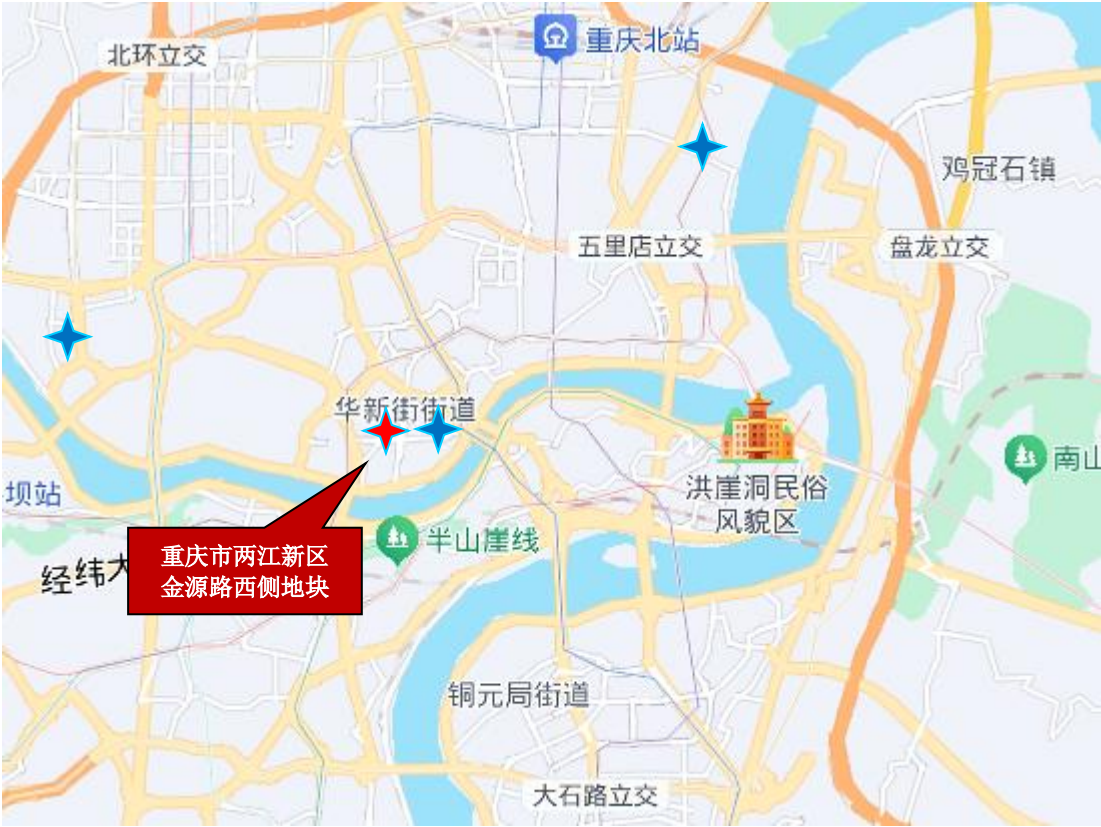 重庆北站
北环立交
鸡冠石镇
五里店立交
盘龙立交
华新街街道
南山
坝站
洪崖洞民俗
风貌区
半山崖线
重庆市两江新区
金源路西侧地块
经纬大
铜元局街道
大石路立交